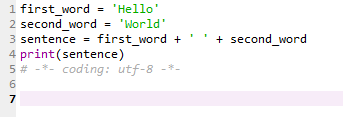 1 first_word = 'Hello'
2 second_word = 'World'
3 sentence = first_word + ' ' + second_word
4 print(sentence)
5 # -*- coding: utf-8 -*-
6
7